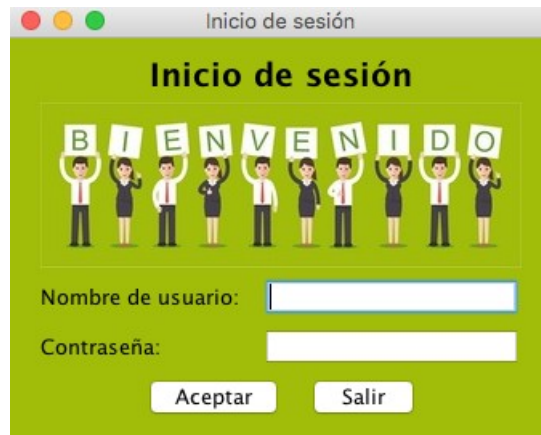 Inicio de sesión
Inicio de sesión
BIENVENIDO
Nombre de usuario:
Contraseña:
Aceptar Salir